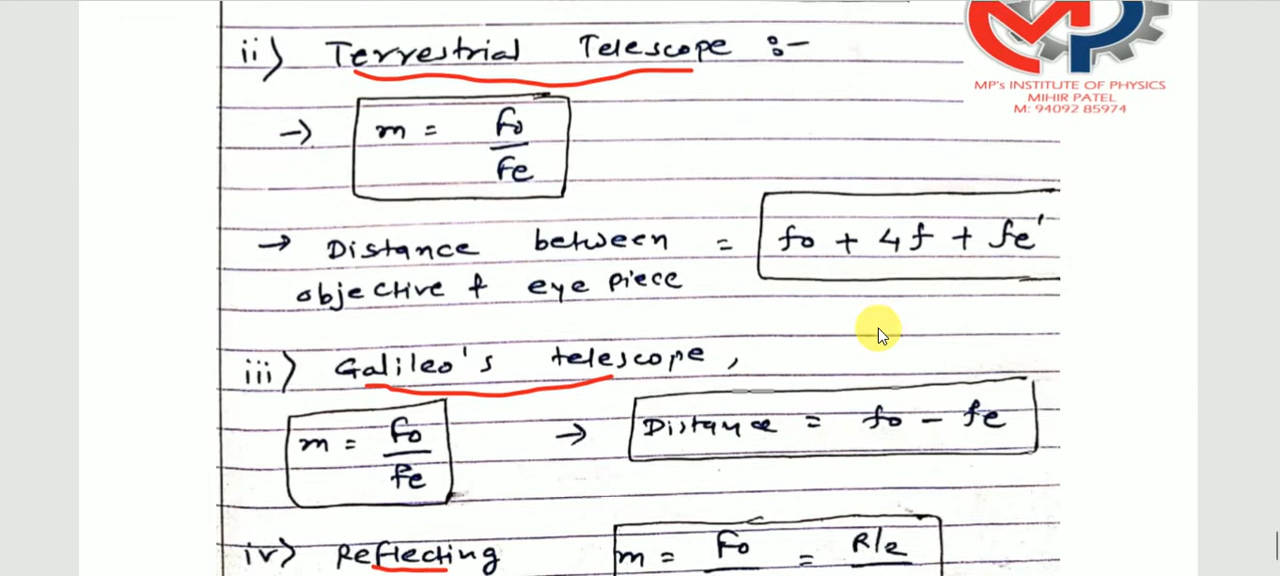 MP's INSTITUTE OF PHYSICS
MIHIR PATEL
M: 94092 85974
ii) Terrestrial Telescope :-
→ m = fo / fe
→ Distance between objective & eye piece = fo + 4f + fe'
iii) Galileo's telescope,
m = fo / fe → Distance = fo - fe
iv) Reflecting m = Fo = R/2